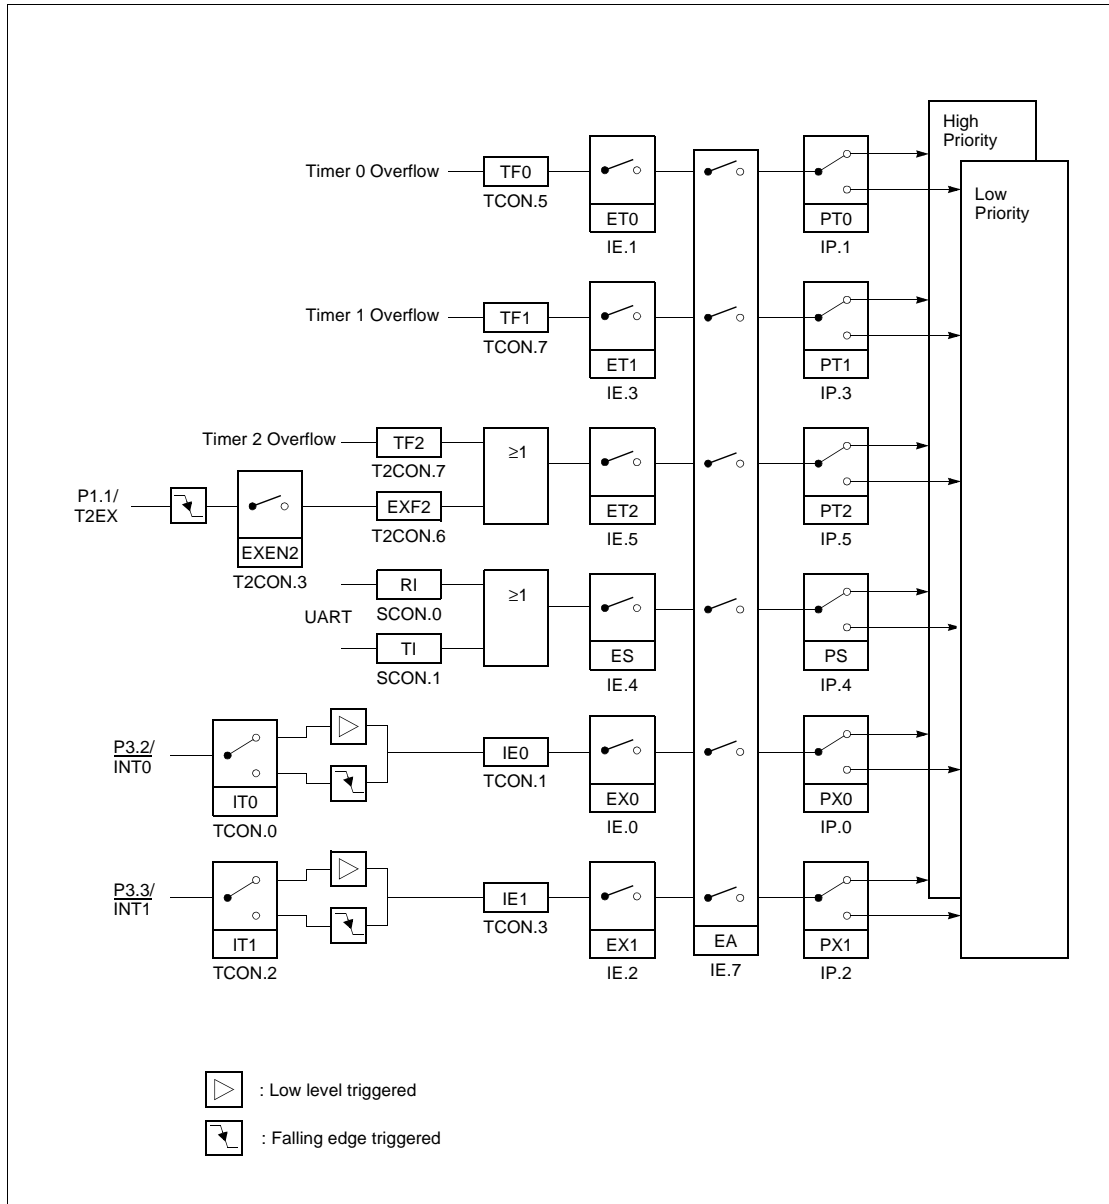 High
Priority
Low
Priority
Timer 0 Overflow
TF0
TCON.5
ET0
IE.1
PT0
IP.1
Timer 1 Overflow
TF1
TCON.7
ET1
IE.3
PT1
IP.3
Timer 2 Overflow
TF2
T2CON.7
≥1
P1.1/
T2EX
EXEN2
T2CON.3
EXF2
T2CON.6
ET2
IE.5
PT2
IP.5
UART
RI
SCON.0
≥1
TI
SCON.1
ES
IE.4
PS
IP.4
P3.2/
INT0
IT0
TCON.0
IE0
TCON.1
EX0
IE.0
PX0
IP.0
P3.3/
INT1
IT1
TCON.2
IE1
TCON.3
EX1
IE.2
EA
IE.7
PX1
IP.2
: Low level triggered
: Falling edge triggered